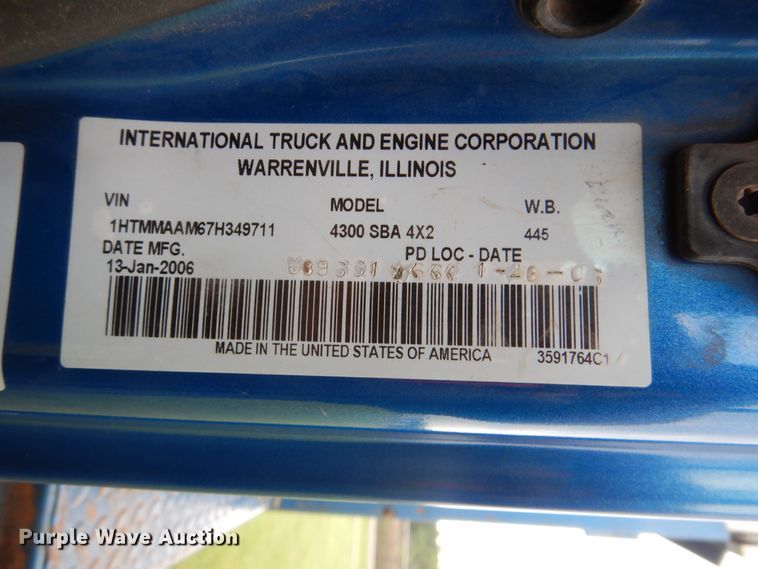 INTERNATIONAL TRUCK AND ENGINE CORPORATION
WARRENVILLE, ILLINOIS
VIN MODEL W.B.
1HTMMAAM67H349711 4300 SBA 4X2 445
DATE MFG. PD LOC - DATE
13-Jan-2006
MADE IN THE UNITED STATES OF AMERICA 3591764C1
Purple Wave Auction